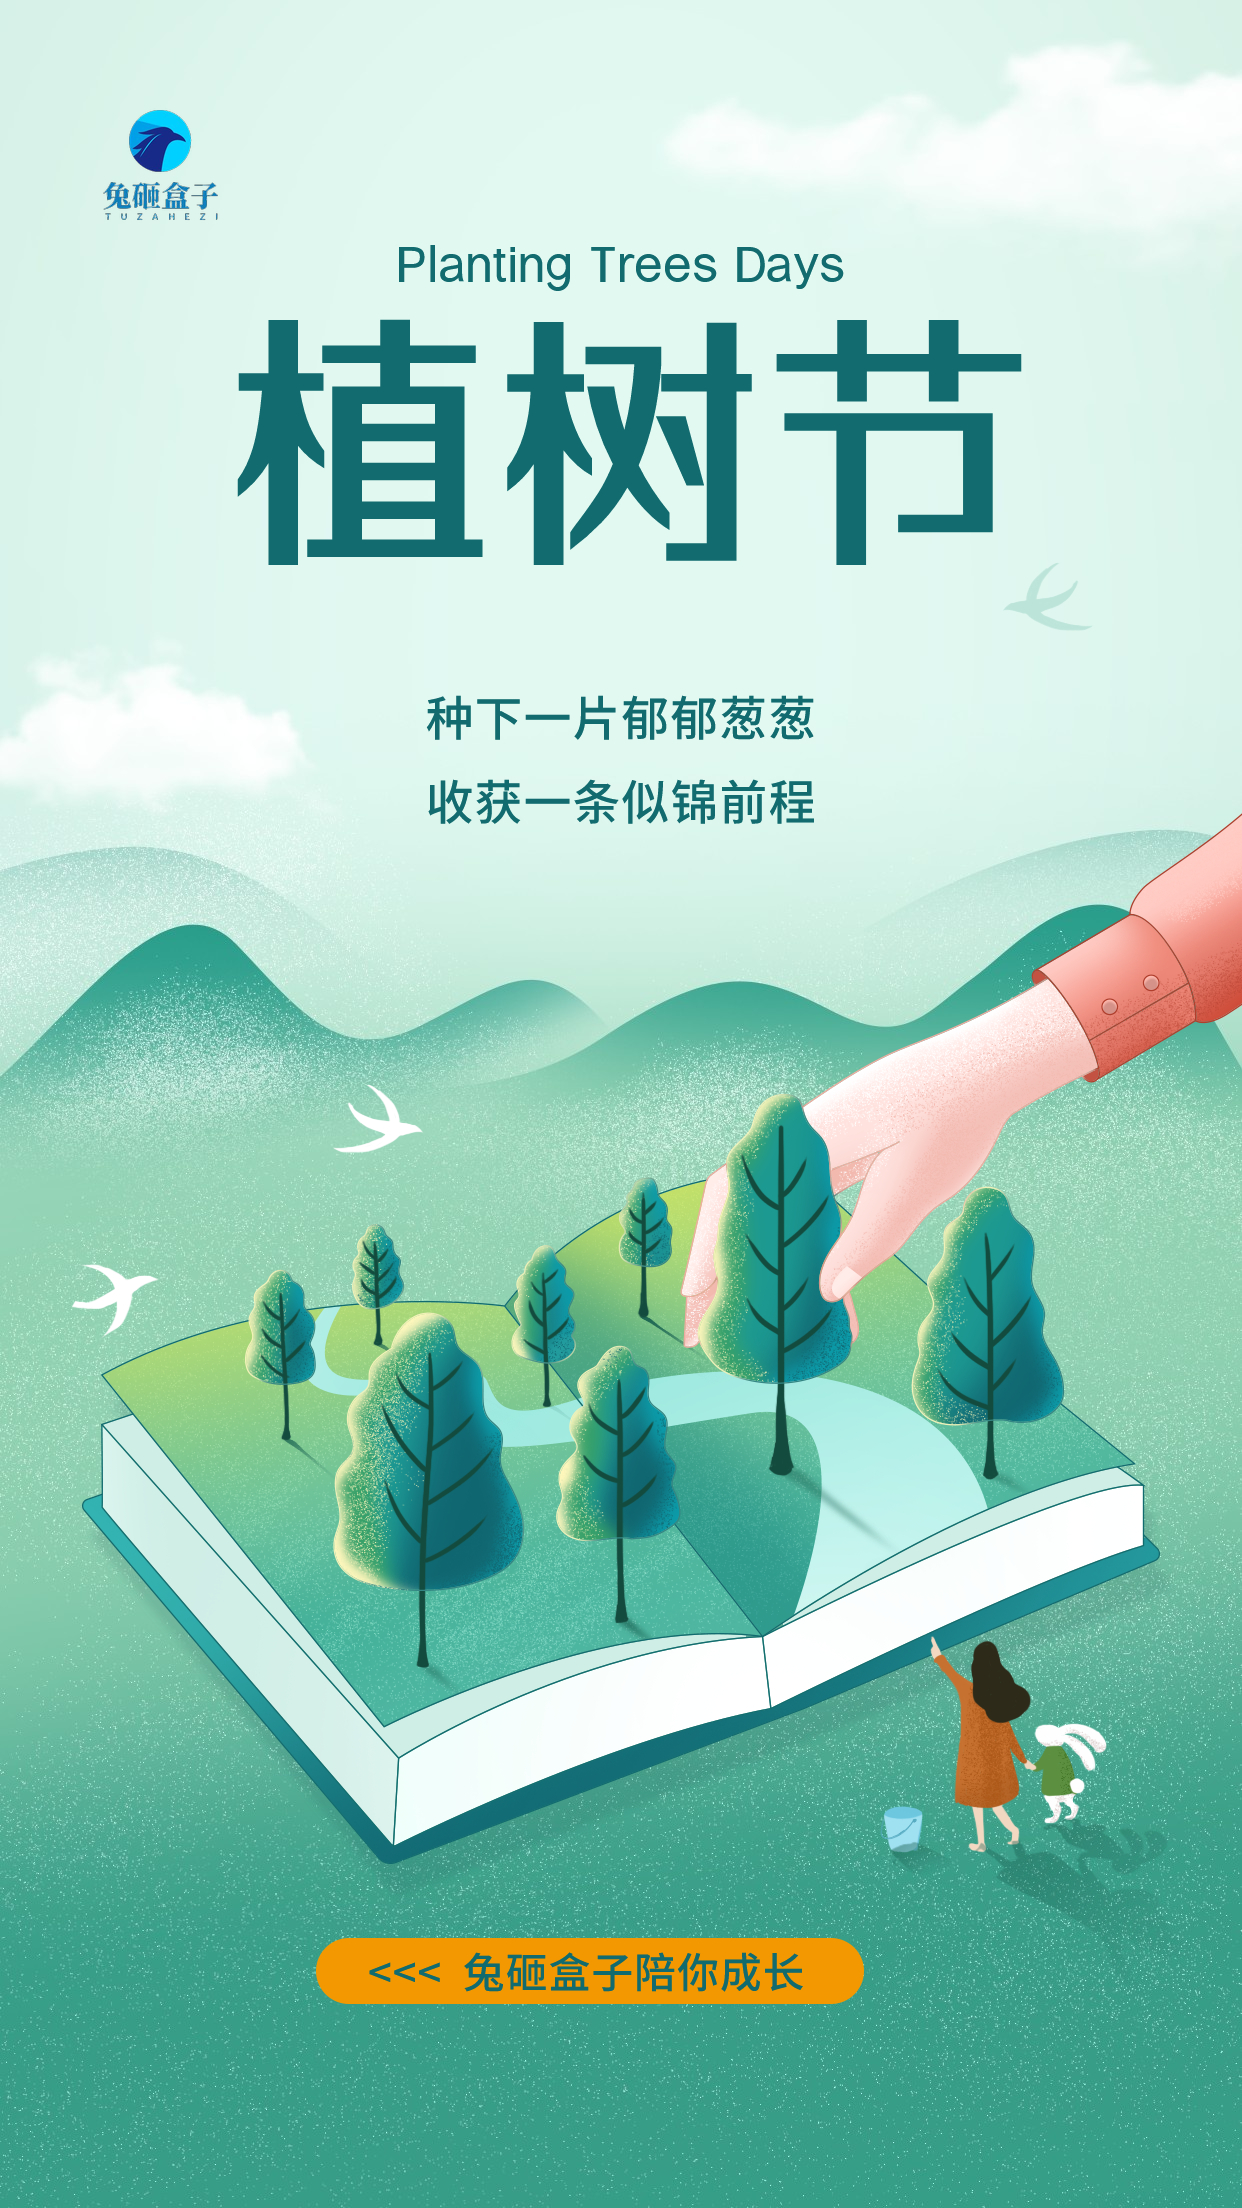 兔砸盒子
TUZAHEZI
Planting Trees Days
植树节
种下一片郁郁葱葱
收获一条似锦前程
<<< 兔砸盒子陪你成长